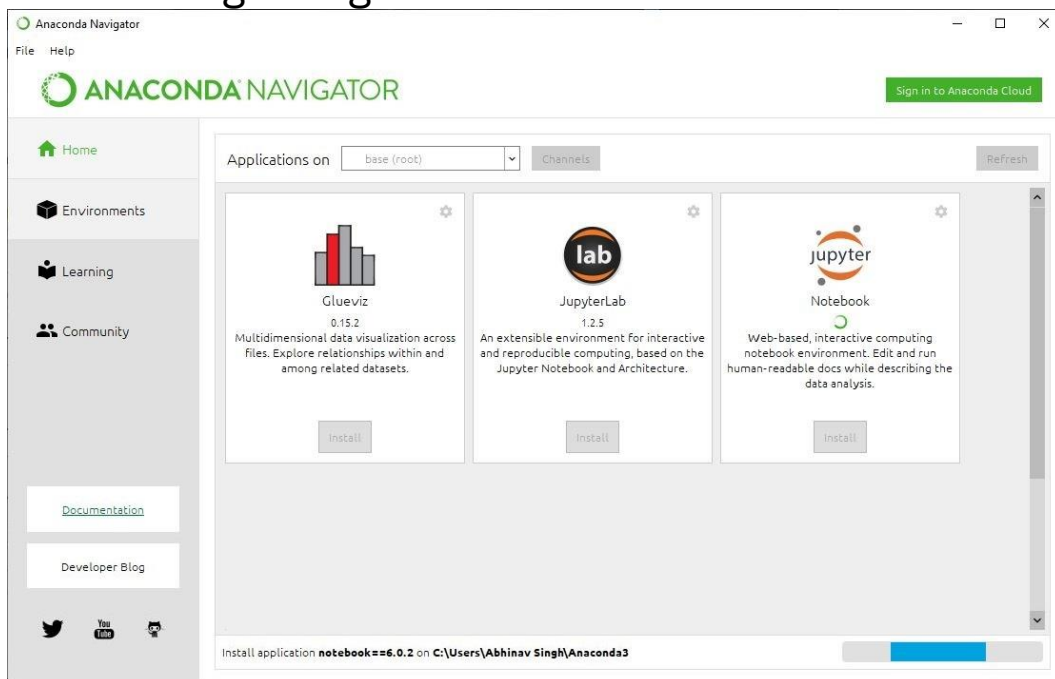 Anaconda Navigator
File Help
ANACONDA NAVIGATOR
Sign in to Anaconda Cloud
Home
Environments
Learning
Community
Documentation
Developer Blog
You
Tube
Applications on base (root) Channels Refresh
Glueviz
0.15.2
Multidimensional data visualization across
files. Explore relationships within and
among related datasets.
Install
lab
JupyterLab
1.2.5
An extensible environment for interactive
and reproducible computing, based on the
Jupyter Notebook and Architecture.
Install
jupyter
Notebook
Web-based, interactive computing
notebook environment. Edit and run
human-readable docs while describing the
data analysis.
Install
Install application notebook==6.0.2 on C:\Users\Abhinav Singh\Anaconda3